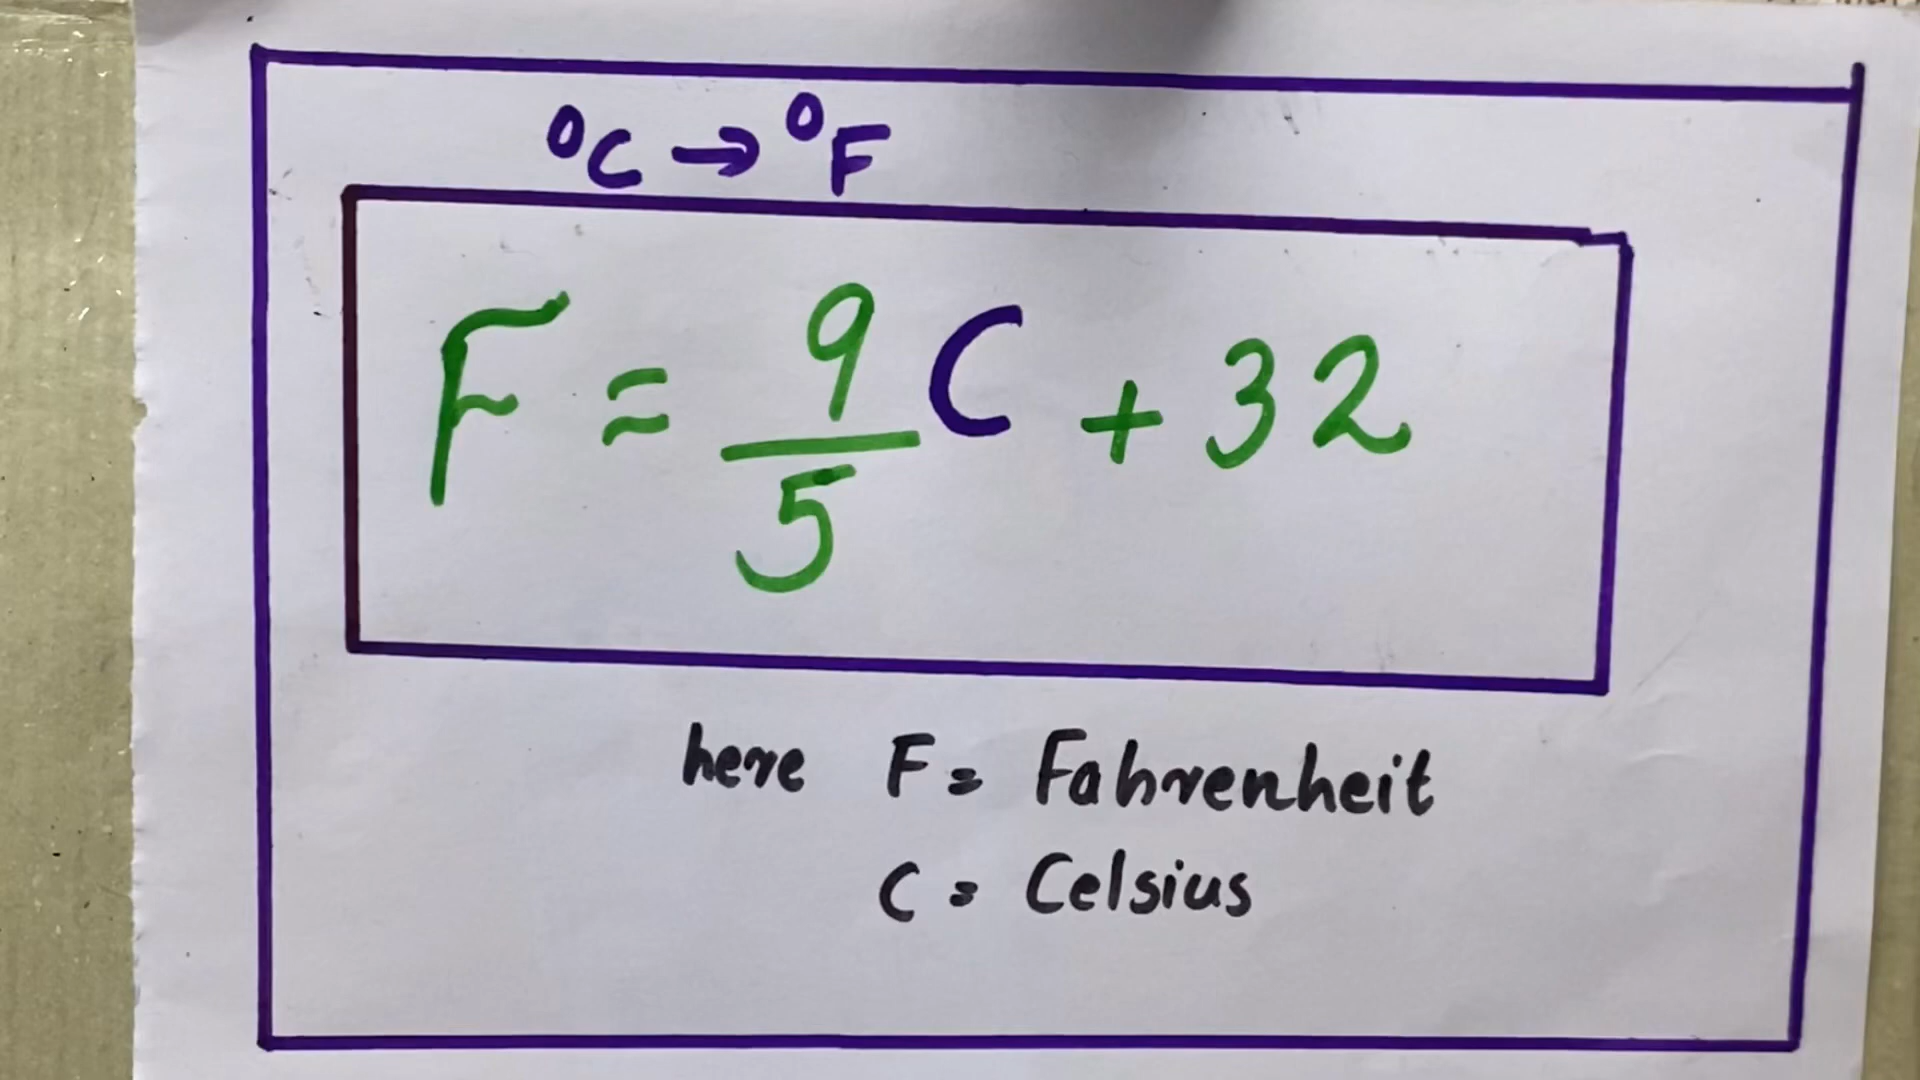 °C → °F
F = 9/5 C + 32
here F = Fahrenheit
C = Celsius